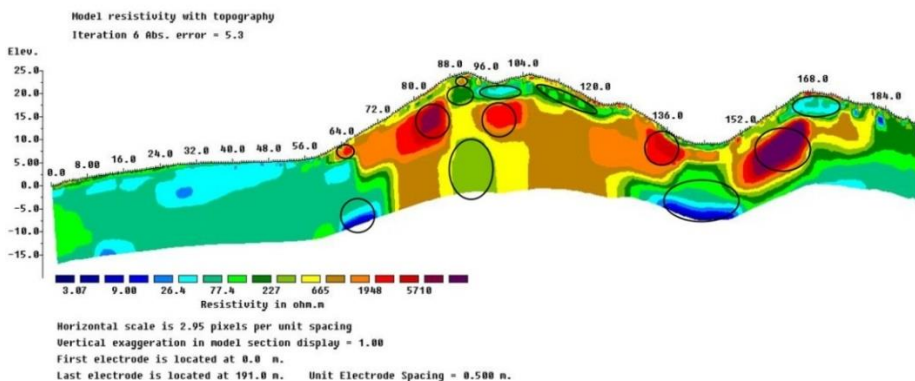 Model resistivity with topography
Iteration 6 Abs. error = 5.3
Elev.
25.0
20.0
15.0
10.0
5.00
0.0
-5.0
-10.0
-15.0
0.0 8.00 16.0 24.0 32.0 40.0 48.0 56.0 64.0 72.0 80.0 88.0 96.0 104.0 120.0 136.0 152.0 168.0 184.0
3.07 9.00 26.4 77.4 227 665 1948 5710
Resistivity in ohm.m
Horizontal scale is 2.95 pixels per unit spacing
Vertical exaggeration in model section display = 1.00
First electrode is located at 0.0 m.
Last electrode is located at 191.0 m. Unit Electrode Spacing = 0.500 m.